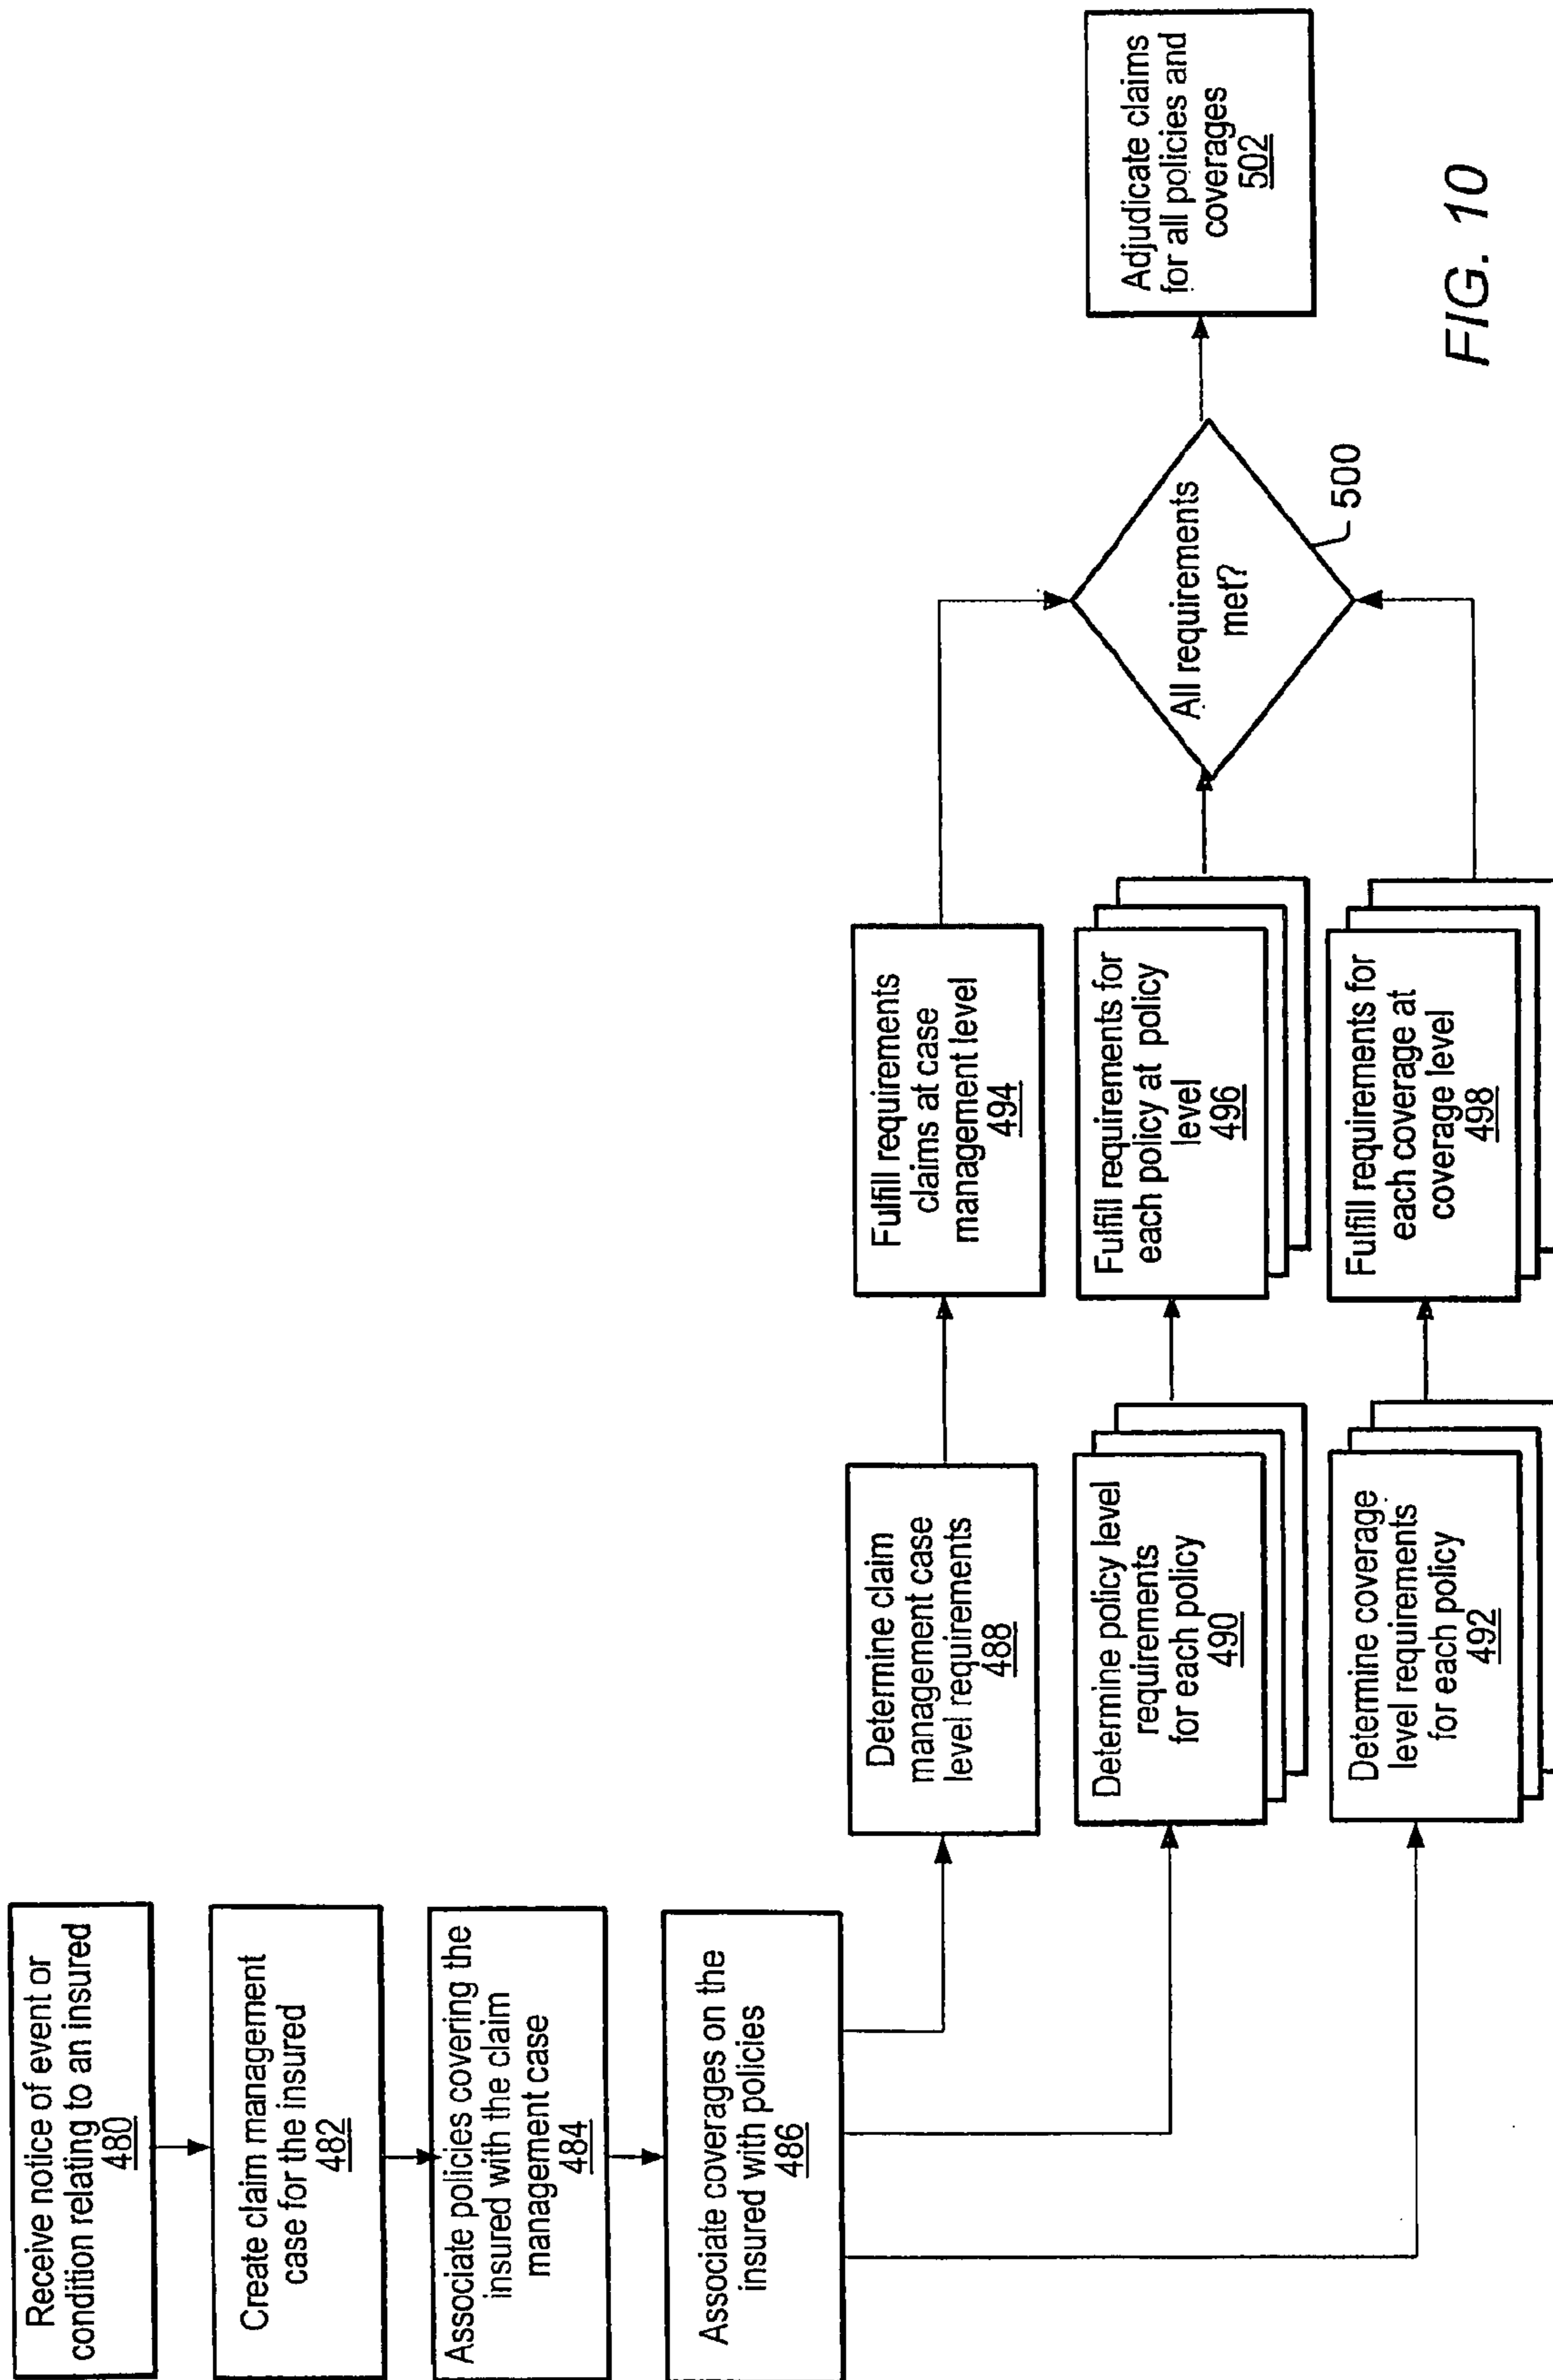 Receive notice of event or
condition relating to an insured
480
Create claim management
case for the insured
482
Associate policies covering the
insured with the claim
management case
484
Associate coverages on the
insured with policies
486
Determine claim
management case
level requirements
488
Determine policy level
requirements
for each policy
490
Determine coverage
level requirements
for each policy
492
Fulfill requirements
claims at case
management level
494
Fulfill requirements for
each policy at policy
level
496
Fulfill requirements for
each coverage at
coverage level
498
All requirements
met?
500
Adjudicate claims
for all policies and
coverages
502
FIG. 10